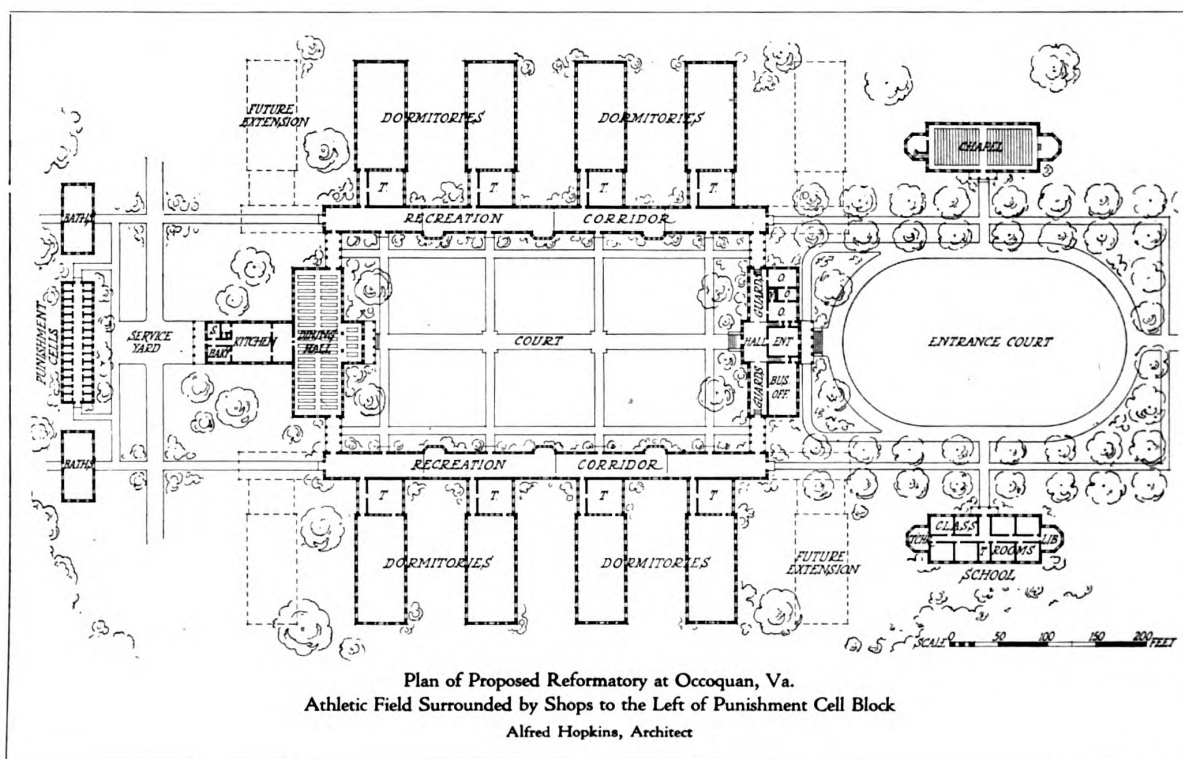 FUTURE
EXTENSION
DORMITORIES
DORMITORIES
CHAPEL
T.
T.
T.
T.
BATHS
RECREATION
CORRIDOR
PUNISHMENT
CELLS
SERVICE
YARD
S.
BAKY
KITCHEN
DINING
HALL
COURT
GUARDS
O.
O.
O.
HALL
ENT
GUARDS
BUS.
OFF.
ENTRANCE COURT
BATHS
RECREATION
CORRIDOR
T
T
T
T
DORMITORIES
DORMITORIES
FUTURE
EXTENSION
CLASS
TCH
T
ROOMS
LIB
SCHOOL
SCALE 0 50 100 150 200 FEET
Plan of Proposed Reformatory at Occoquan, Va.
Athletic Field Surrounded by Shops to the Left of Punishment Cell Block
Alfred Hopkins, Architect